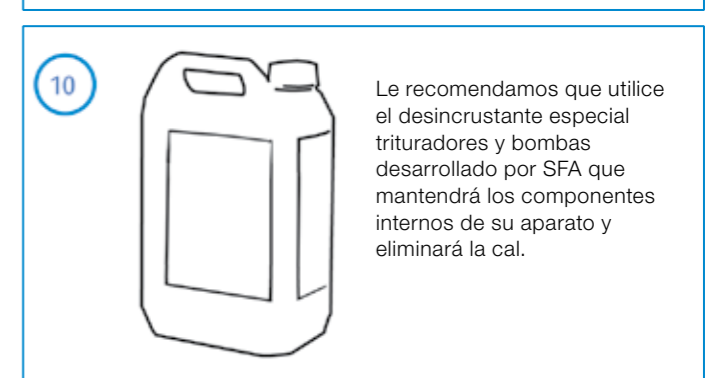 10
Le recomendamos que utilice
el desincrustante especial
trituradores y bombas
desarrollado por SFA que
mantendrá los componentes
internos de su aparato y
eliminará la cal.